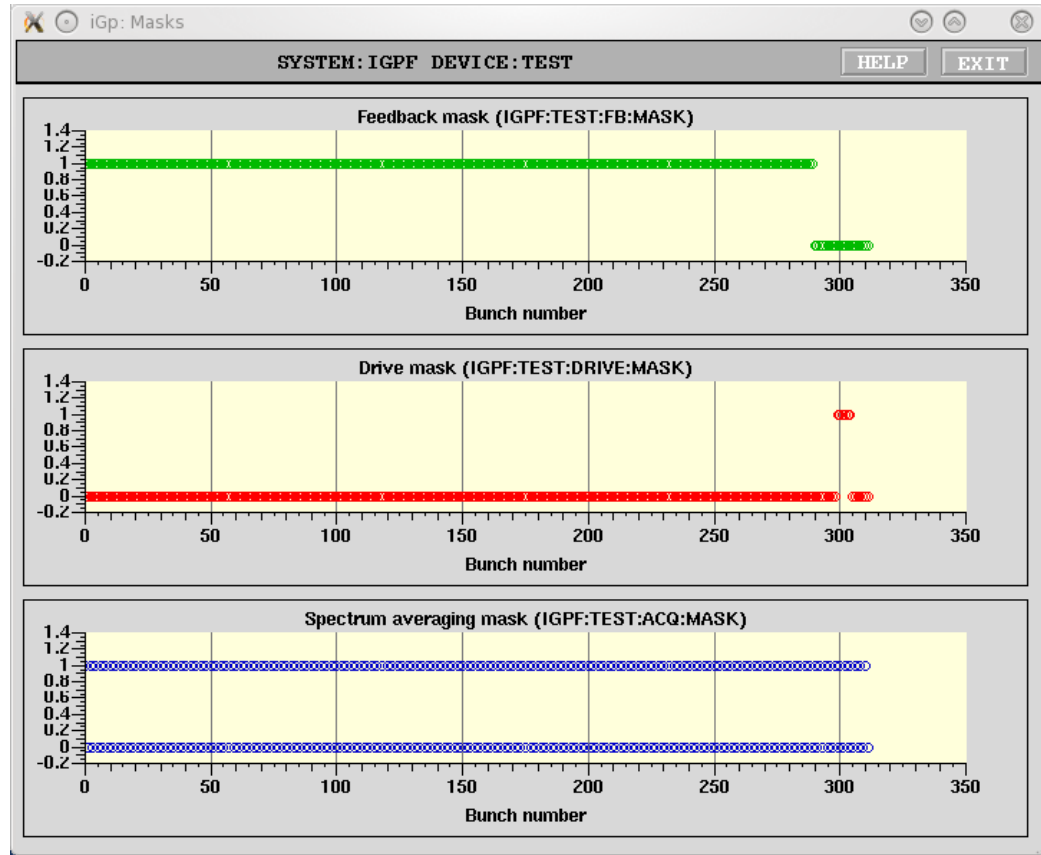 iGp: Masks
SYSTEM:IGPF DEVICE:TEST HELP EXIT
Feedback mask (IGPF:TEST:FB:MASK)
1.4
1.2
1
0.8
0.6
0.4
0.2
0
-0.2
0 50 100 150 200 250 300 350
Bunch number
Drive mask (IGPF:TEST:DRIVE:MASK)
1.4
1.2
1
0.8
0.6
0.4
0.2
0
-0.2
0 50 100 150 200 250 300 350
Bunch number
Spectrum averaging mask (IGPF:TEST:ACQ:MASK)
1.4
1.2
1
0.8
0.6
0.4
0.2
0
-0.2
0 50 100 150 200 250 300 350
Bunch number